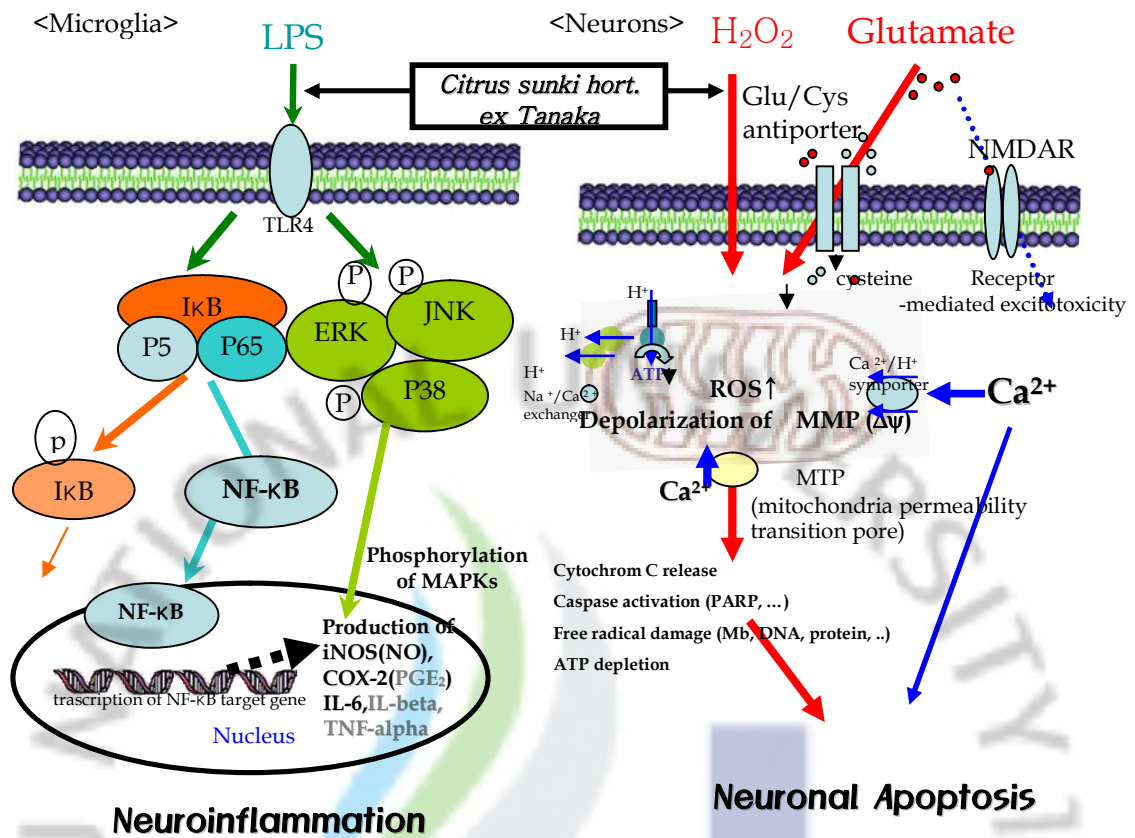 <Microglia>
LPS
Citrus sunki hort.
ex Tanaka
TLR4
IκB
P5
P65
P
P
ERK
JNK
P
P38
p
IκB
NF-κB
Phosphorylation
of MAPKs
NF-κB
Production of
iNOS(NO),
COX-2(PGE₂)
IL-6,IL-beta,
TNF-alpha
trascription of NF-κB target gene
Nucleus
Neuroinflammation
<Neurons>
H₂O₂
Glutamate
Glu/Cys
antiporter
NMDAR
cysteine
Receptor
-mediated excitotoxicity
H⁺
H⁺
H⁺
ATP
Na⁺/Ca²⁺
exchanger
ROS↑
Depolarization of MMP (Δψ)
Ca²⁺/H⁺
symporter
Ca²⁺
Ca²⁺
MTP
(mitochondria permeability
transition pore)
Cytochrom C release
Caspase activation (PARP, ...)
Free radical damage (Mb, DNA, protein, ..)
ATP depletion
Neuronal Apoptosis
NATIONAL UNIVERSITY